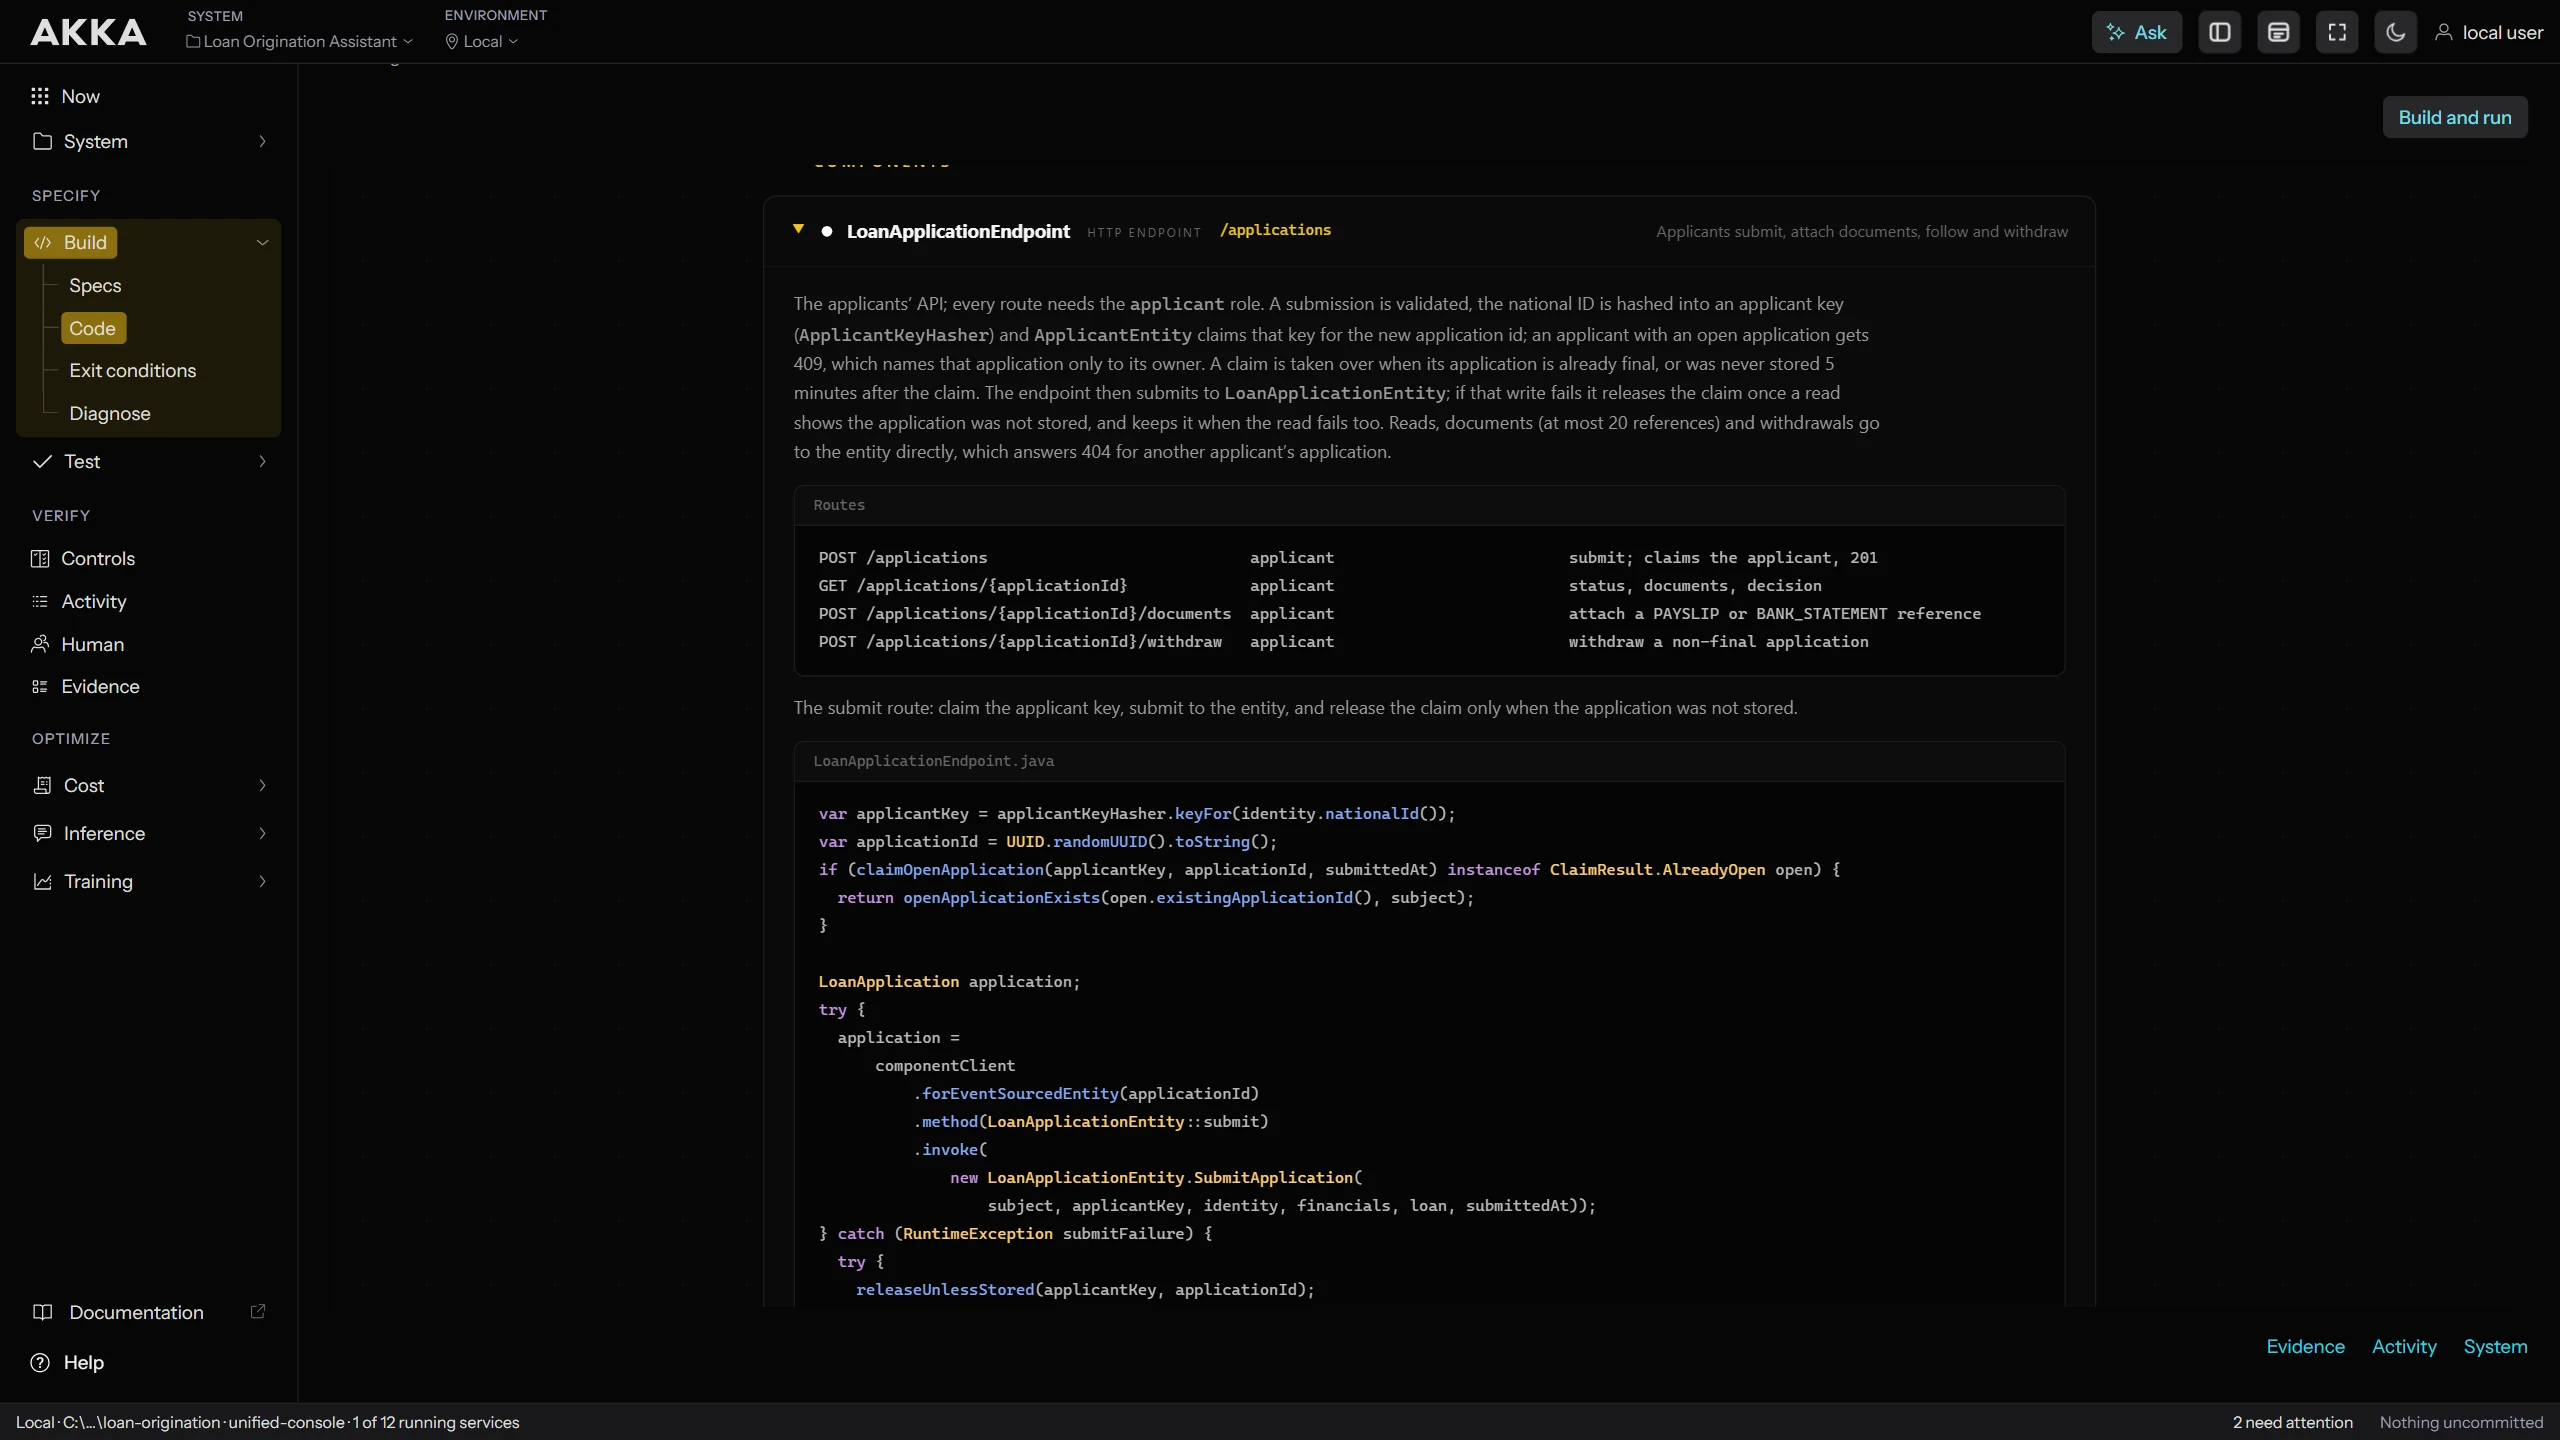 AKKA
SYSTEM
Loan Origination Assistant
ENVIRONMENT
Local
Ask
local user
Now
System
SPECIFY
Build
Specs
Code
Exit conditions
Diagnose
Test
VERIFY
Controls
Activity
Human
Evidence
OPTIMIZE
Cost
Inference
Training
Documentation
Help
Build and run
COMPONENTS
LoanApplicationEndpoint HTTP ENDPOINT /applications Applicants submit, attach documents, follow and withdraw
The applicants’ API; every route needs the applicant role. A submission is validated, the national ID is hashed into an applicant key
(ApplicantKeyHasher) and ApplicantEntity claims that key for the new application id; an applicant with an open application gets
409, which names that application only to its owner. A claim is taken over when its application is already final, or was never stored 5
minutes after the claim. The endpoint then submits to LoanApplicationEntity; if that write fails it releases the claim once a read
shows the application was not stored, and keeps it when the read fails too. Reads, documents (at most 20 references) and withdrawals go
to the entity directly, which answers 404 for another applicant’s application.
Routes
POST /applications applicant submit; claims the applicant, 201
GET /applications/{applicationId} applicant status, documents, decision
POST /applications/{applicationId}/documents applicant attach a PAYSLIP or BANK_STATEMENT reference
POST /applications/{applicationId}/withdraw applicant withdraw a non-final application
The submit route: claim the applicant key, submit to the entity, and release the claim only when the application was not stored.
LoanApplicationEndpoint.java
var applicantKey = applicantKeyHasher.keyFor(identity.nationalId());
var applicationId = UUID.randomUUID().toString();
if (claimOpenApplication(applicantKey, applicationId, submittedAt) instanceof ClaimResult.AlreadyOpen open) {
  return openApplicationExists(open.existingApplicationId(), subject);
}
LoanApplication application;
try {
  application =
      componentClient
          .forEventSourcedEntity(applicationId)
          .method(LoanApplicationEntity::submit)
          .invoke(
              new LoanApplicationEntity.SubmitApplication(
                  subject, applicantKey, identity, financials, loan, submittedAt));
} catch (RuntimeException submitFailure) {
  try {
    releaseUnlessStored(applicantKey, applicationId);
Evidence Activity System
Local · C:\...\loan-origination · unified-console · 1 of 12 running services
2 need attention Nothing uncommitted